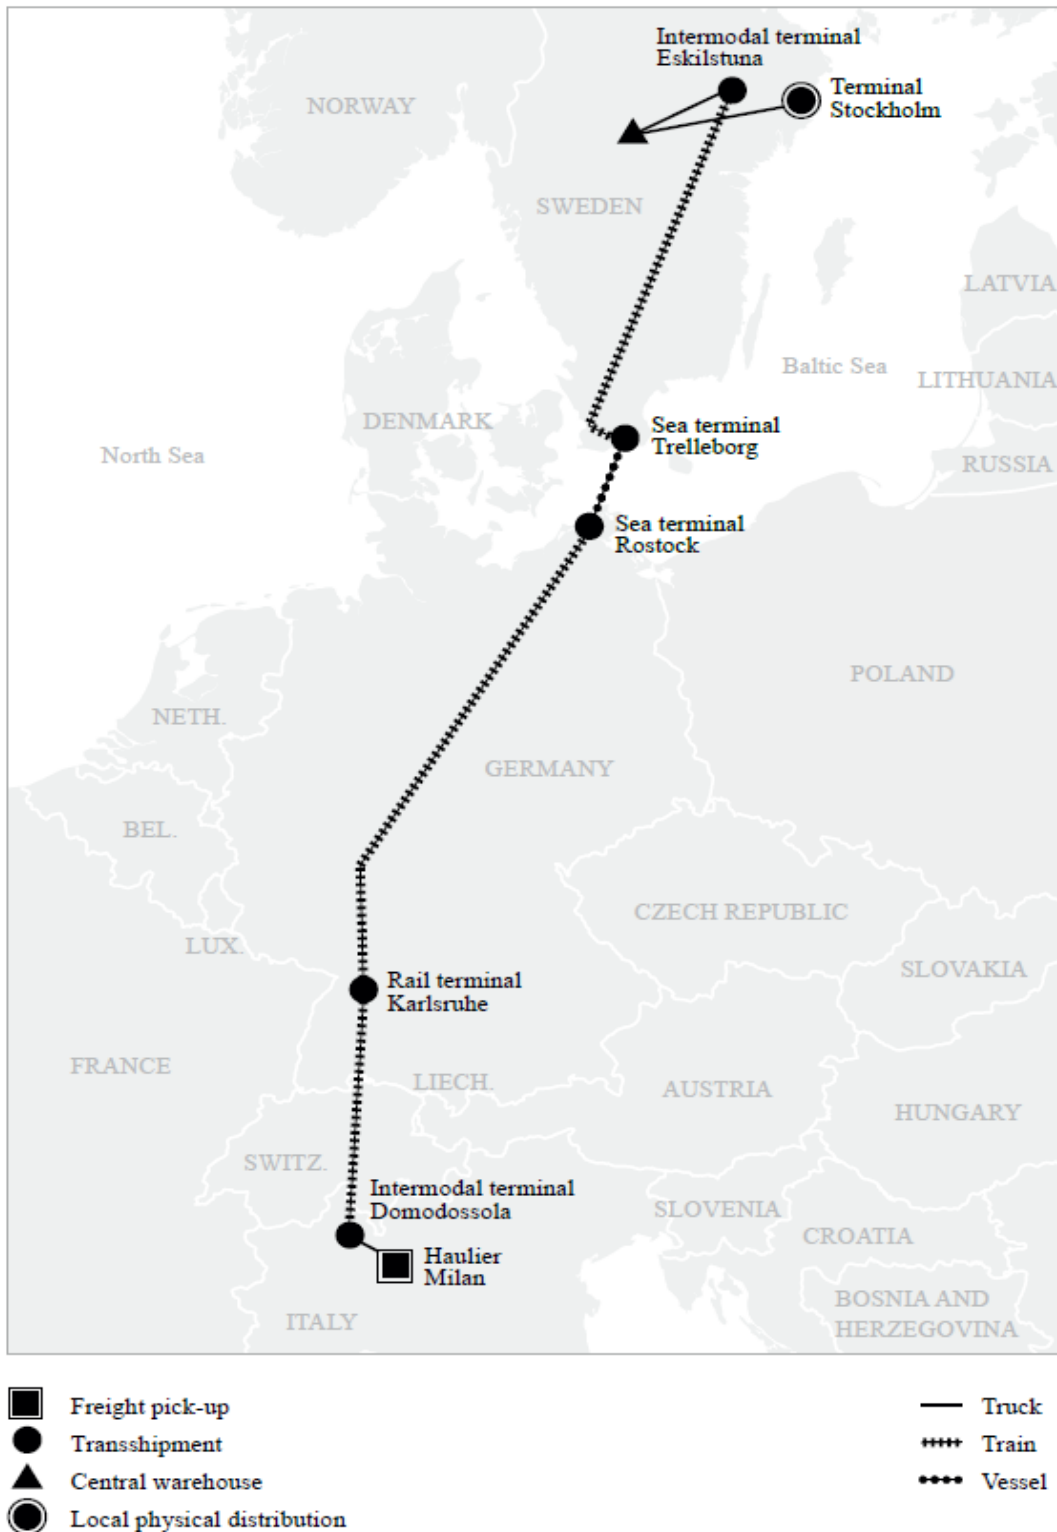 Intermodal terminal
Eskilstuna
Terminal
Stockholm
NORWAY
SWEDEN
LATVIA
Baltic Sea
LITHUANIA
DENMARK
Sea terminal
Trelleborg
North Sea
RUSSIA
Sea terminal
Rostock
POLAND
NETH.
GERMANY
BEL.
CZECH REPUBLIC
LUX.
SLOVAKIA
Rail terminal
Karlsruhe
FRANCE
LIECH.
AUSTRIA
HUNGARY
SWITZ.
Intermodal terminal
Domodossola
SLOVENIA
CROATIA
Haulier
Milan
BOSNIA AND
HERZEGOVINA
ITALY
Freight pick-up
Transshipment
Central warehouse
Local physical distribution
Truck
Train
Vessel